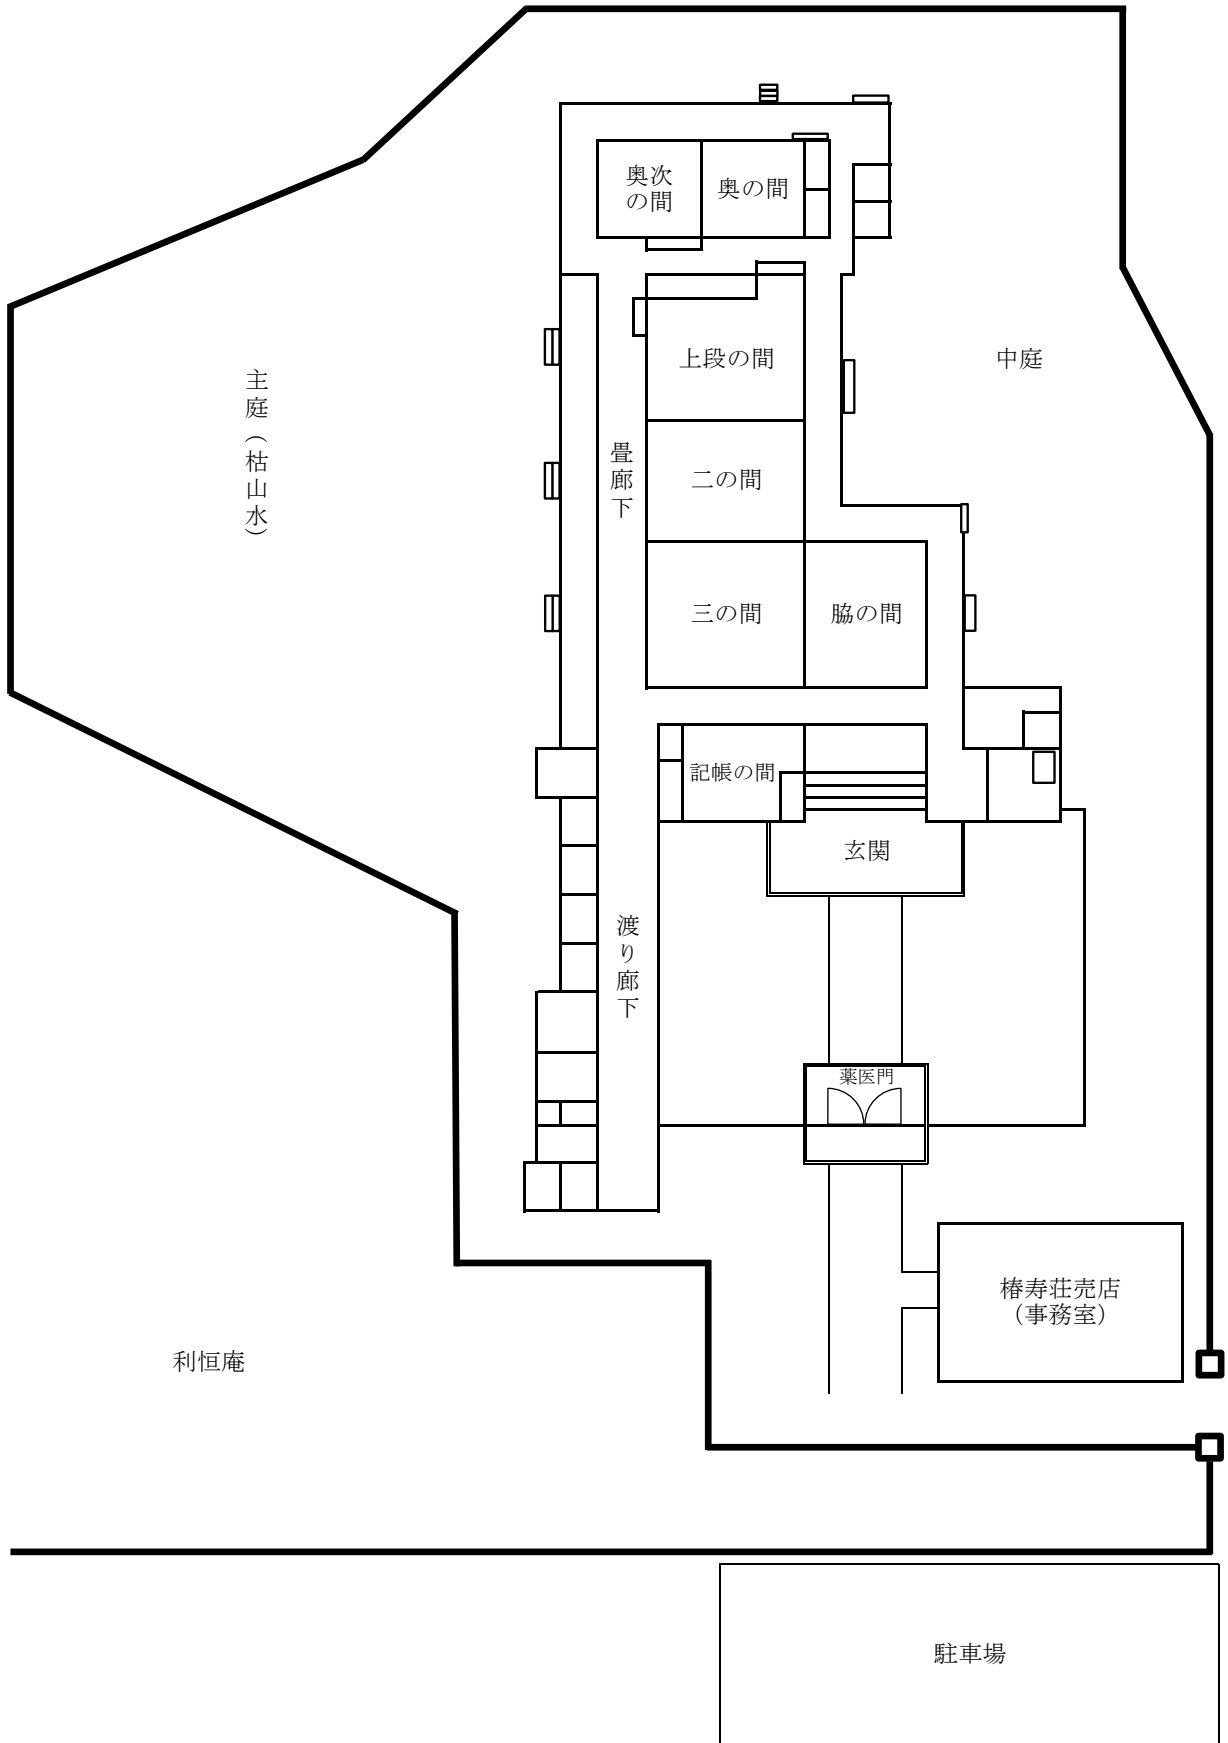 奥次
の間
奥の間
上段の間
中庭
主庭（枯山水）
畳廊下
二の間
三の間
脇の間
記帳の間
玄関
渡り廊下
薬医門
椿寿荘売店
（事務室）
利恒庵
駐車場